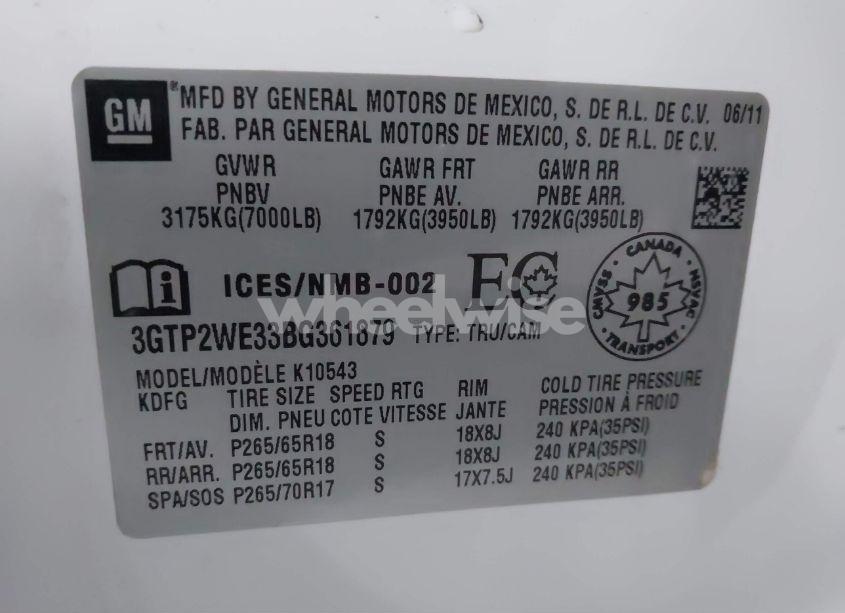 GM
® MFD BY GENERAL MOTORS DE MEXICO, S. DE R.L. DE C.V. 06/11
FAB. PAR GENERAL MOTORS DE MEXICO, S. DE R.L. DE C.V.
GVWR GAWR FRT GAWR RR
PNBV PNBE AV. PNBE ARR.
3175KG(7000LB) 1792KG(3950LB) 1792KG(3950LB)
i ICES/NMB-002 EC
CANADA
CMVSS 985 NSVAC
TRANSPORT
wheelwise
3GTP2WE33BG361879 TYPE: TRU/CAM
MODEL/MODÈLE K10543
KDFG TIRE SIZE SPEED RTG RIM COLD TIRE PRESSURE
DIM. PNEU COTE VITESSE JANTE PRESSION À FROID
FRT/AV. P265/65R18 S 18X8J 240 KPA(35PSI)
RR/ARR. P265/65R18 S 18X8J 240 KPA(35PSI)
SPA/SOS P265/70R17 S 17X7.5J 240 KPA(35PSI)